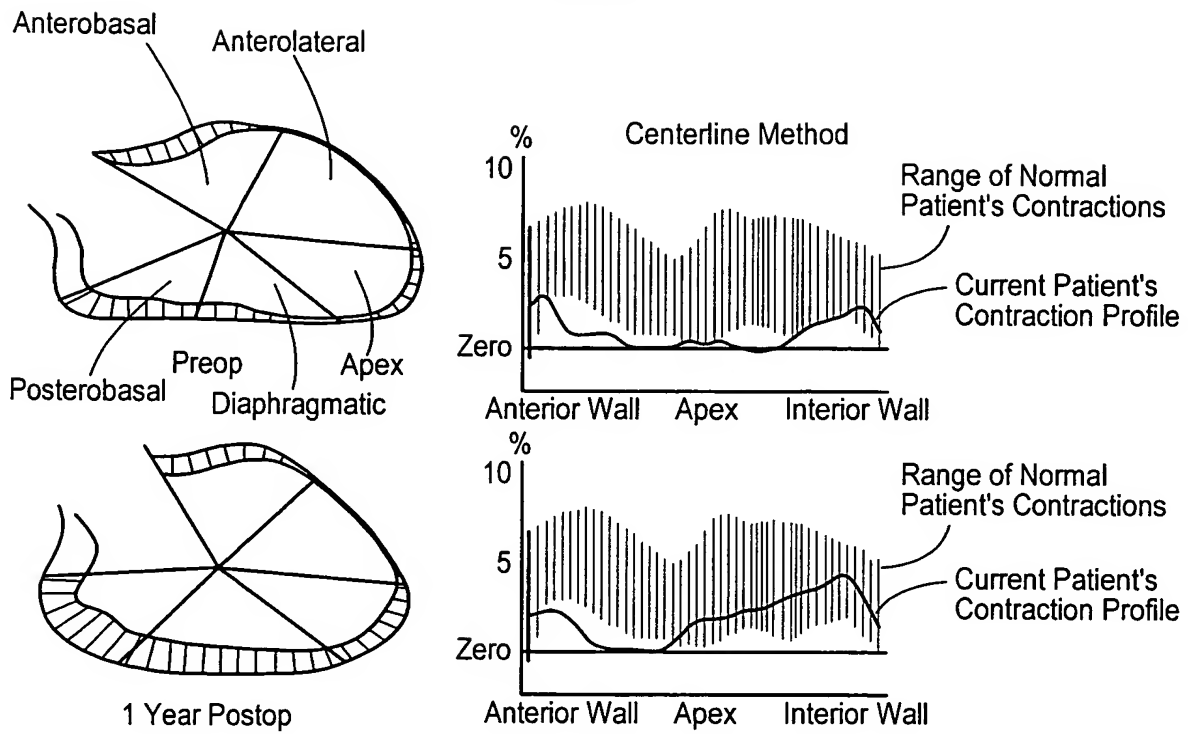 Anterobasal
Anterolateral
Posterobasal
Preop
Diaphragmatic
Apex
%
Centerline Method
10
5
Zero
Range of Normal
Patient's Contractions
Current Patient's
Contraction Profile
Anterior Wall Apex Interior Wall
1 Year Postop
%
10
5
Zero
Range of Normal
Patient's Contractions
Current Patient's
Contraction Profile
Anterior Wall Apex Interior Wall